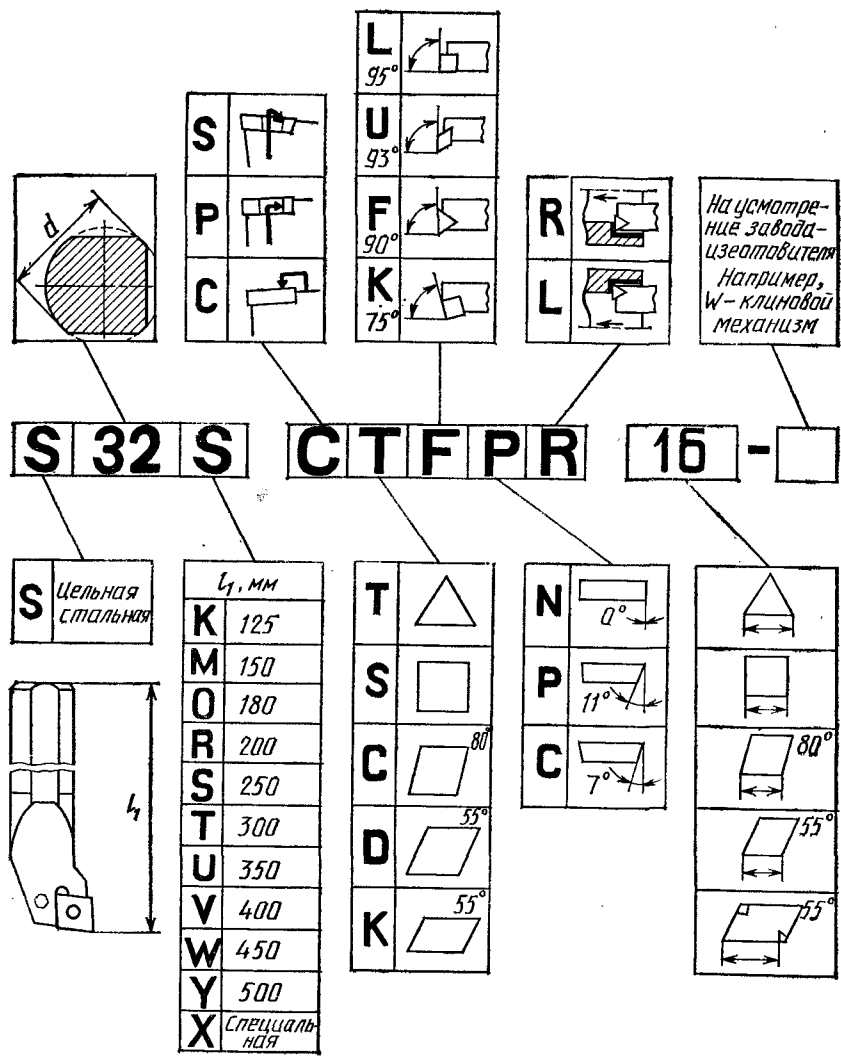 L
95°
U
93°
F
90°
K
75°
S
P
C
d
R
L
На усмотре-
ние завода-
изготовителя
Например,
W – клиновой
механизм
S 32 S C T F P R 16 -
S Цельная
стальная
l₁, мм
K 125
M 150
O 180
R 200
S 250
T 300
U 350
V 400
W 450
Y 500
X Специаль-
ная
l₁
T
S
C 80°
D 55°
K 55°
N 0°
P 11°
C 7°
80°
55°
55°